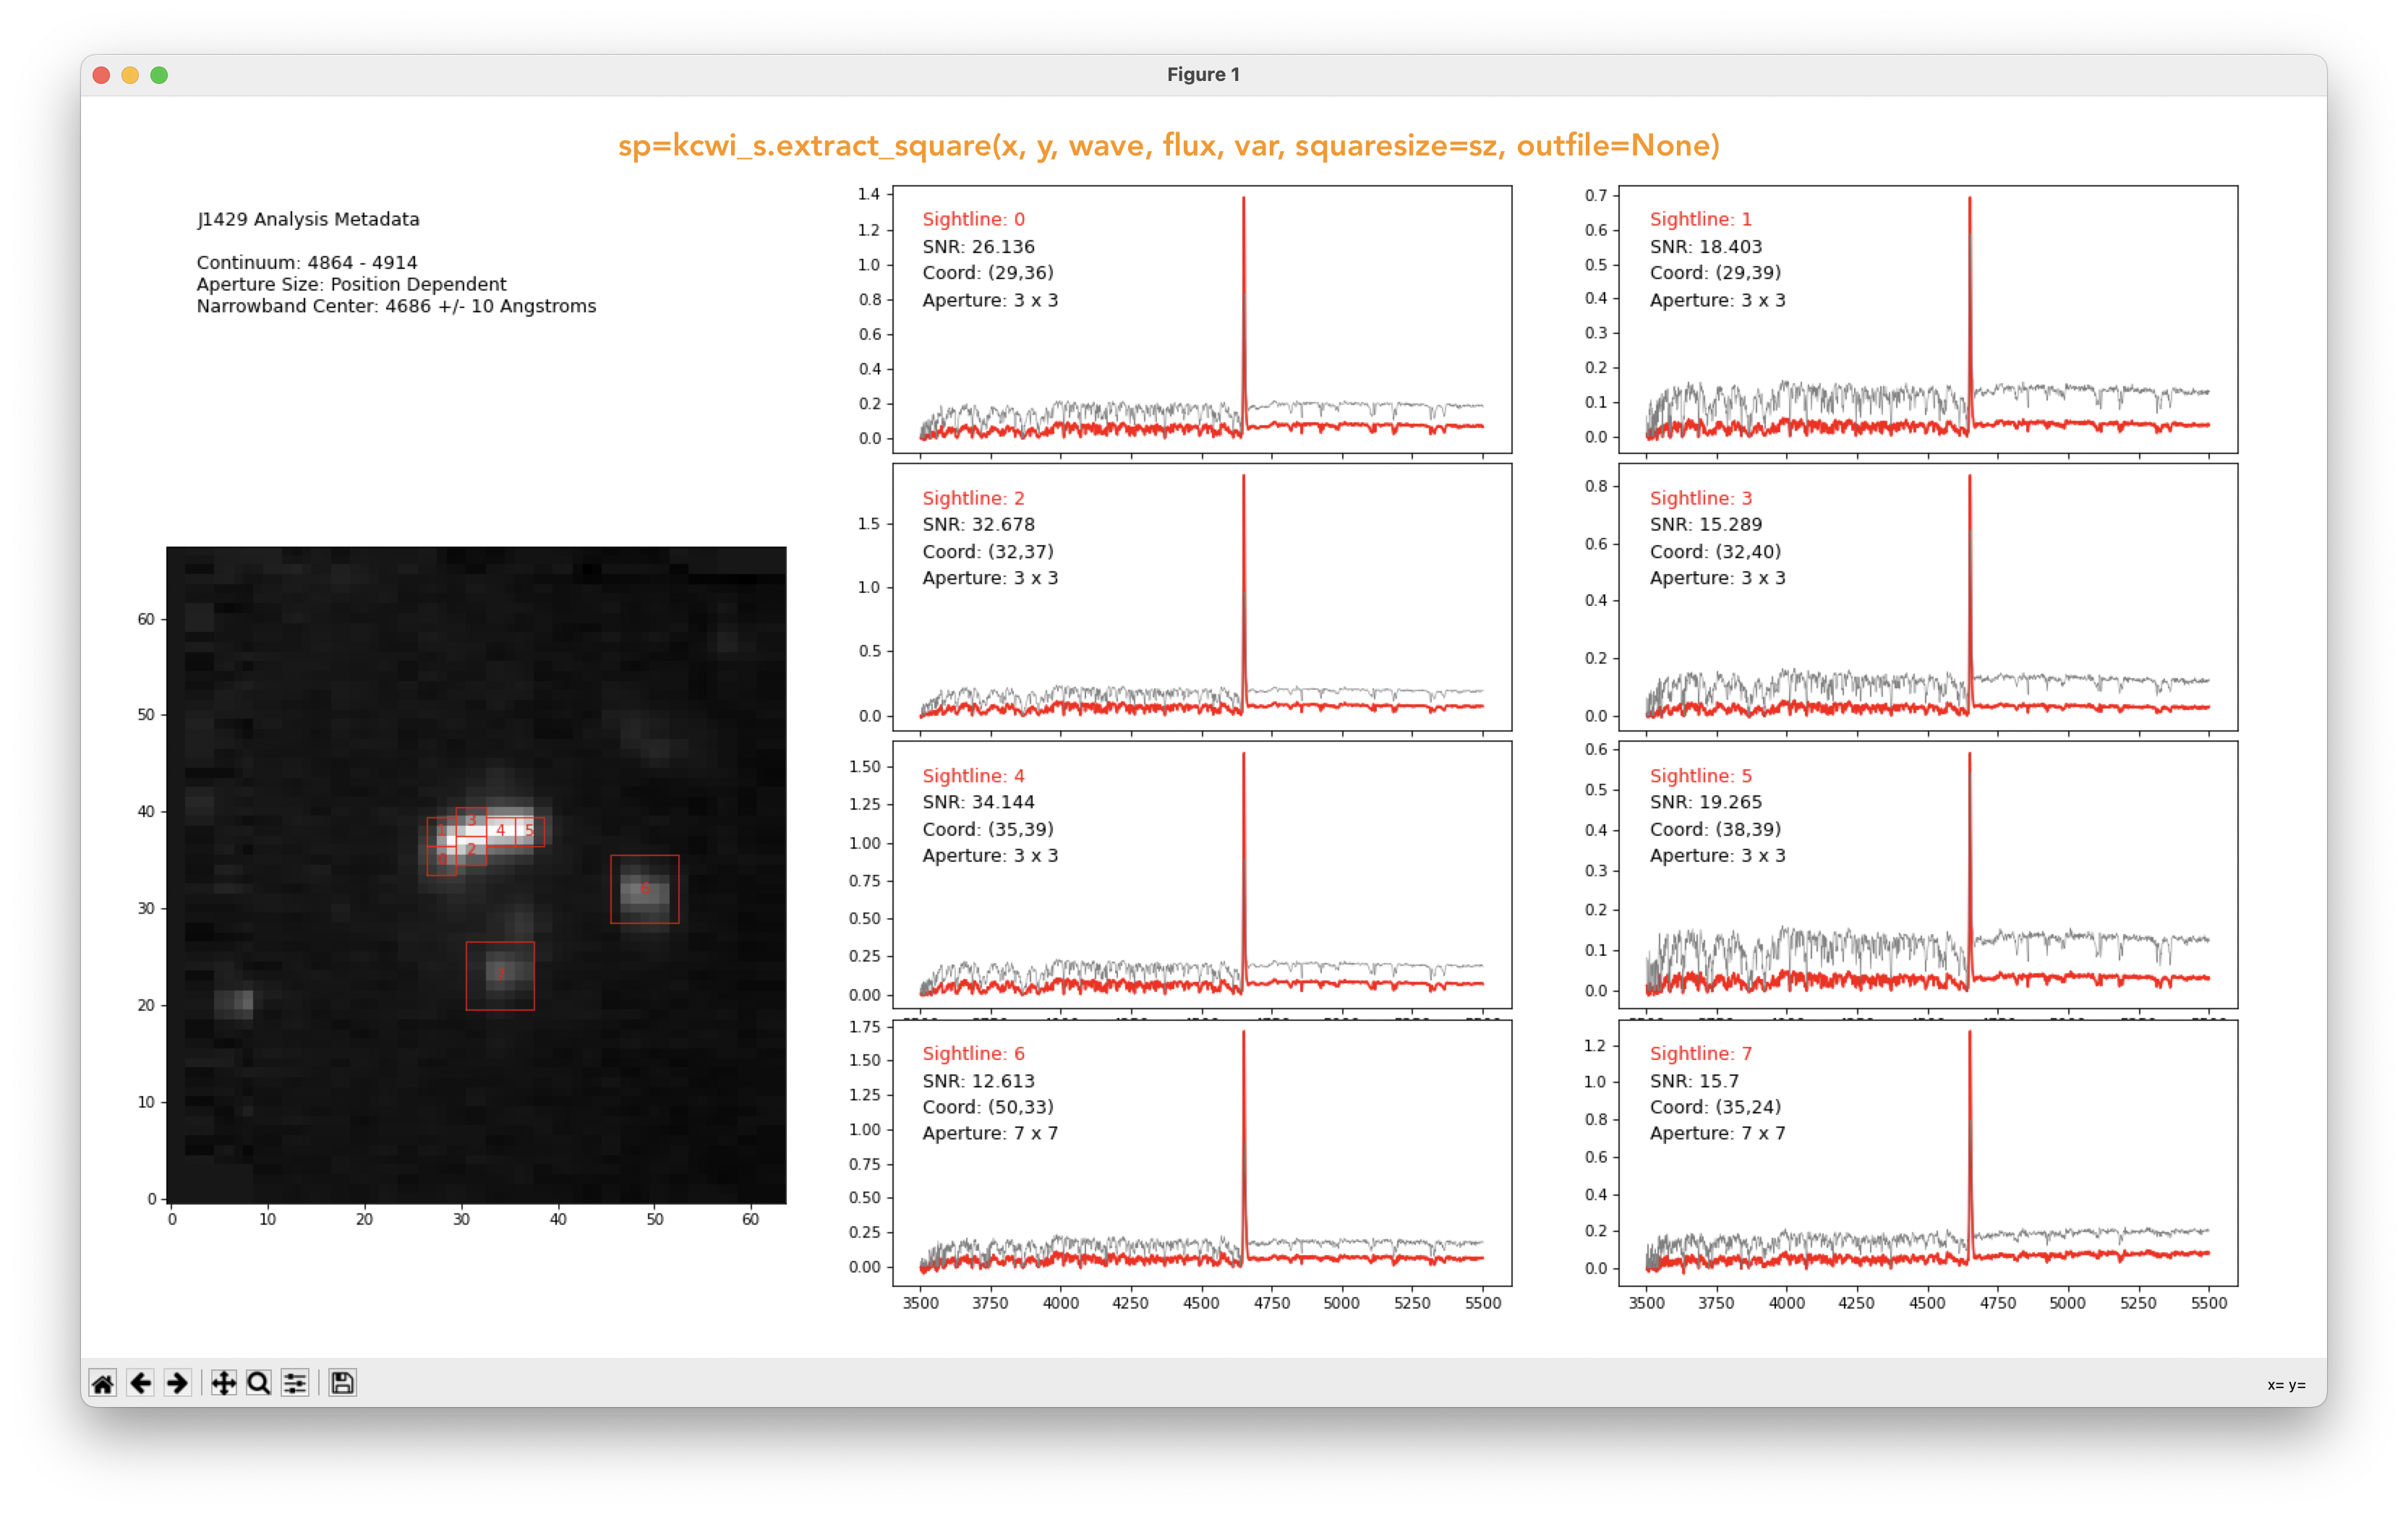 Figure 1
sp=kcwi_s.extract_square(x, y, wave, flux, var, squaresize=sz, outfile=None)
J1429 Analysis Metadata
Continuum: 4864 - 4914
Aperture Size: Position Dependent
Narrowband Center: 4686 +/- 10 Angstroms
60
50
40
30
20
10
0
0 10 20 30 40 50 60
1 3 4 5
0 2
6
7
1.4
1.2
1.0
0.8
0.6
0.4
0.2
0.0
Sightline: 0
SNR: 26.136
Coord: (29,36)
Aperture: 3 x 3
0.7
0.6
0.5
0.4
0.3
0.2
0.1
0.0
Sightline: 1
SNR: 18.403
Coord: (29,39)
Aperture: 3 x 3
1.5
1.0
0.5
0.0
Sightline: 2
SNR: 32.678
Coord: (32,37)
Aperture: 3 x 3
0.8
0.6
0.4
0.2
0.0
Sightline: 3
SNR: 15.289
Coord: (32,40)
Aperture: 3 x 3
1.50
1.25
1.00
0.75
0.50
0.25
0.00
Sightline: 4
SNR: 34.144
Coord: (35,39)
Aperture: 3 x 3
0.6
0.5
0.4
0.3
0.2
0.1
0.0
Sightline: 5
SNR: 19.265
Coord: (38,39)
Aperture: 3 x 3
1.75
1.50
1.25
1.00
0.75
0.50
0.25
0.00
Sightline: 6
SNR: 12.613
Coord: (50,33)
Aperture: 7 x 7
3500 3750 4000 4250 4500 4750 5000 5250 5500
1.2
1.0
0.8
0.6
0.4
0.2
0.0
Sightline: 7
SNR: 15.7
Coord: (35,24)
Aperture: 7 x 7
3500 3750 4000 4250 4500 4750 5000 5250 5500
x= y=